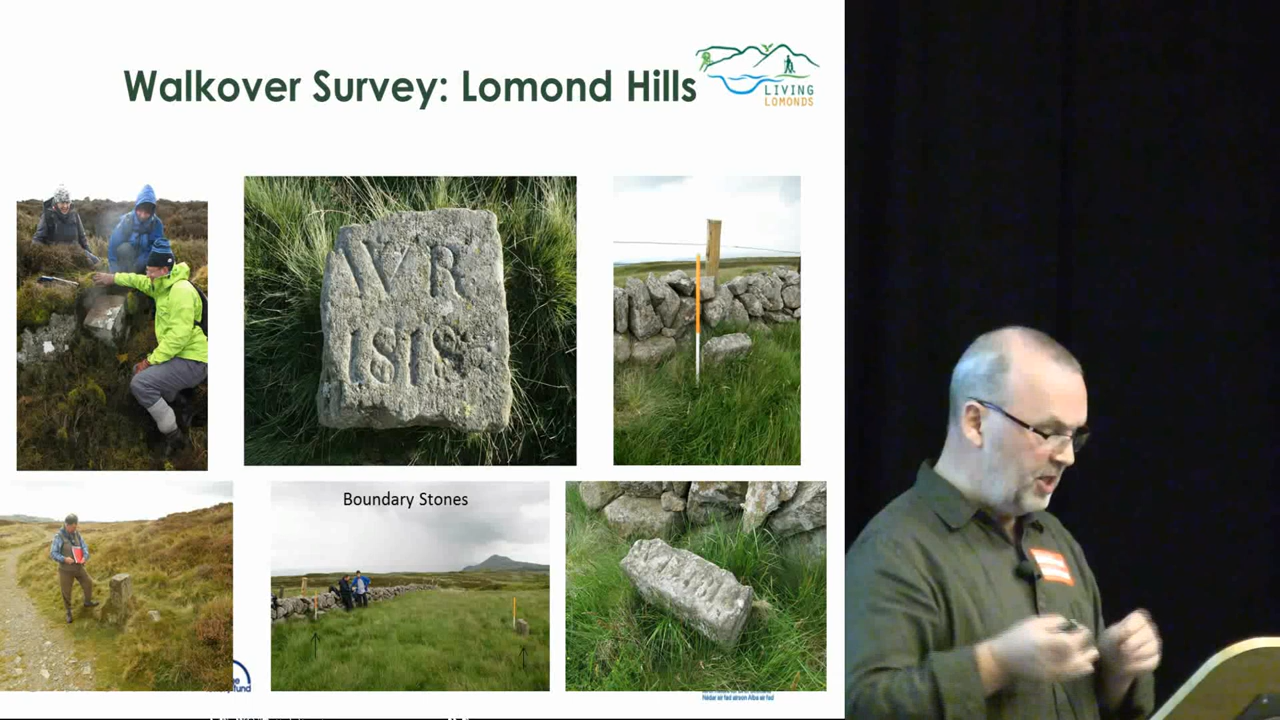 Walkover Survey: Lomond Hills
LIVING
LOMONDS
WR
1818
Boundary Stones